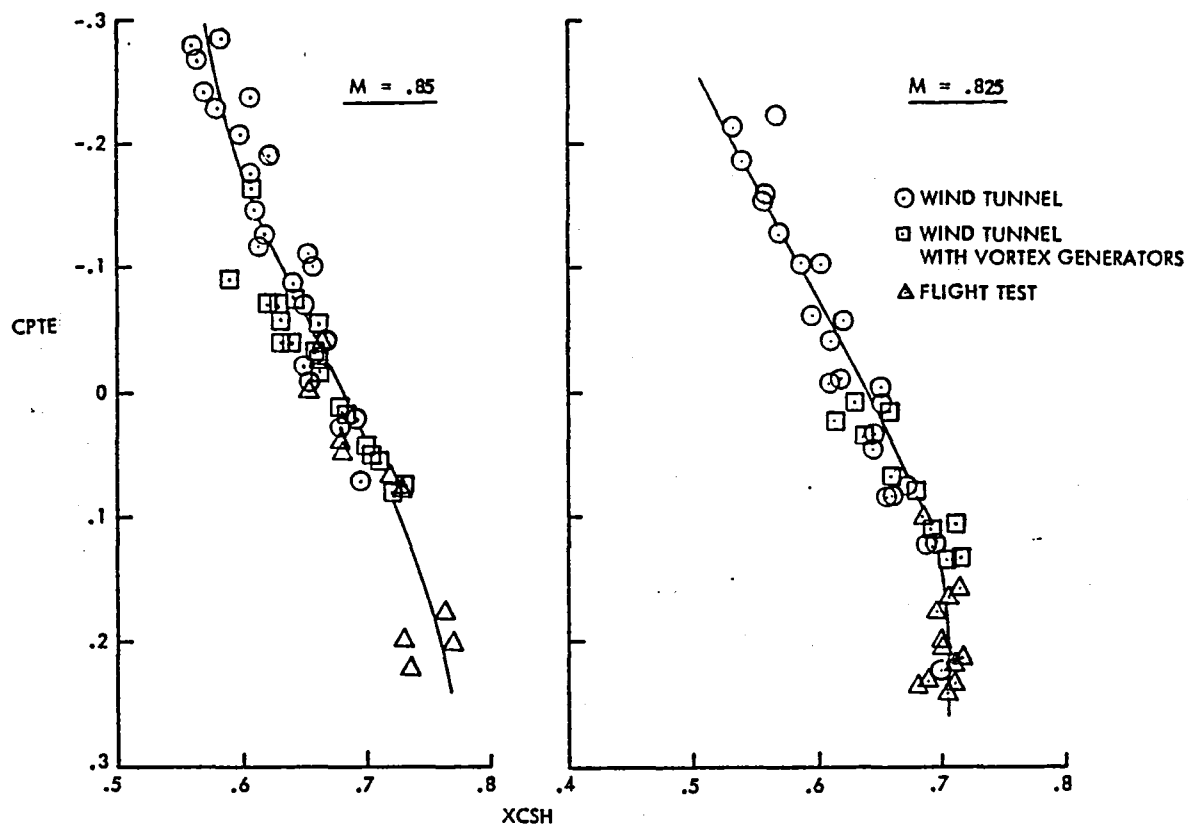 -.3
-.2
-.1
0
.1
.2
.3
CPTE
M = .85
M = .825
WIND TUNNEL
WIND TUNNEL
WITH VORTEX GENERATORS
FLIGHT TEST
.5
.6
.7
.8
.4
.5
.6
.7
.8
XCSH